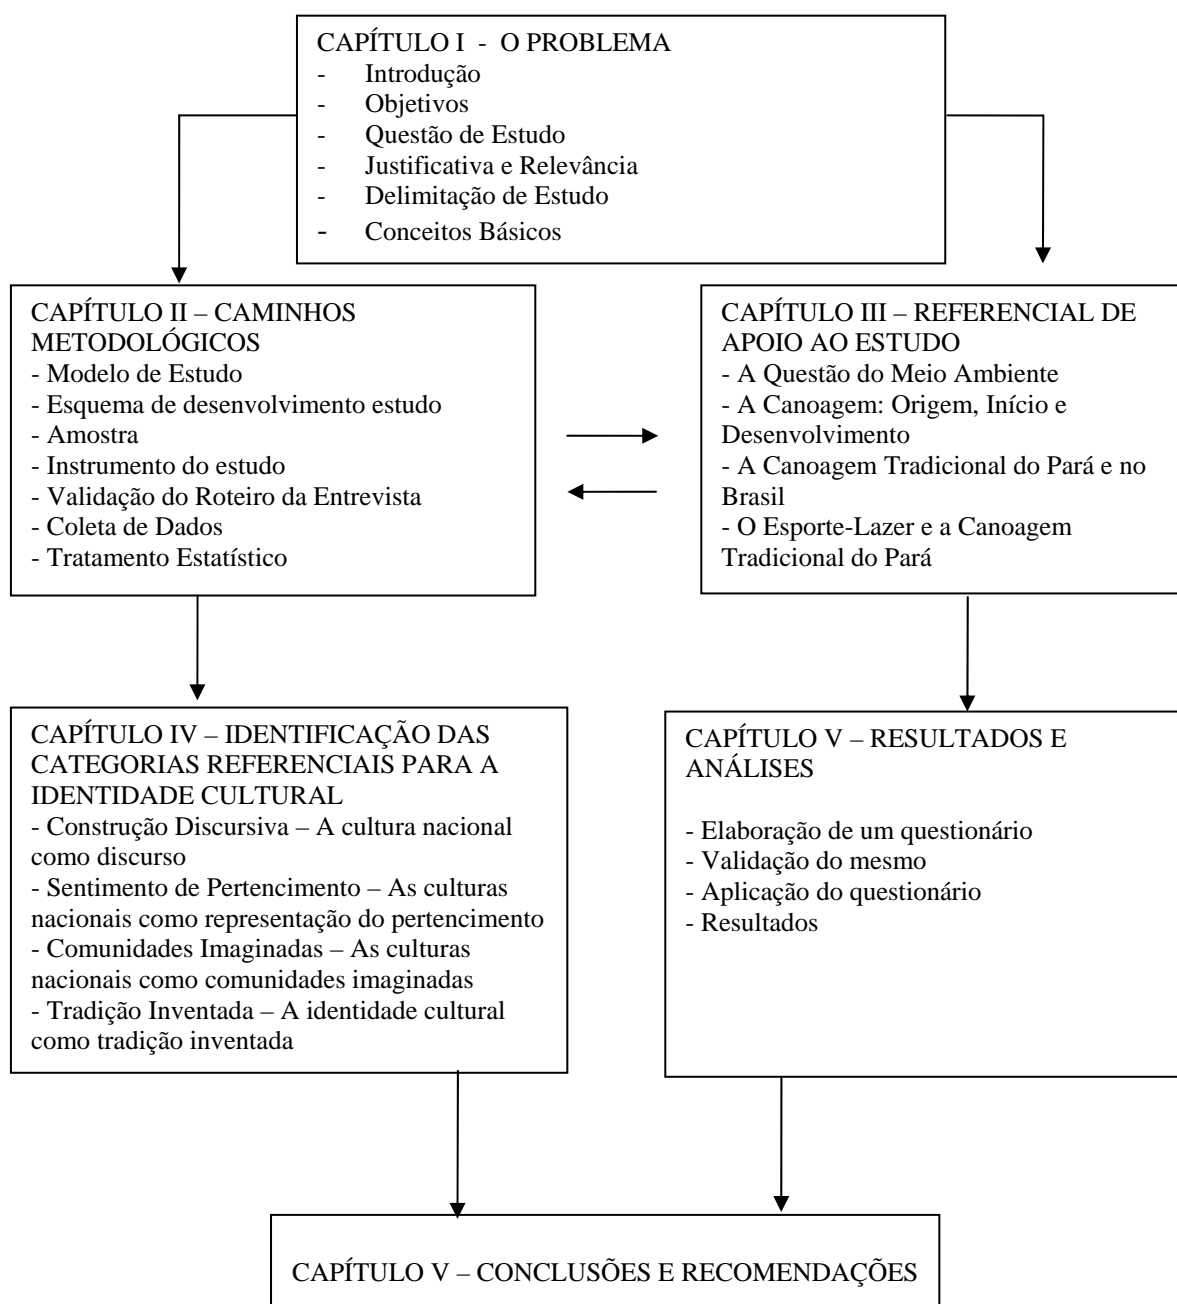 CAPÍTULO I - O PROBLEMA
- Introdução
- Objetivos
- Questão de Estudo
- Justificativa e Relevância
- Delimitação de Estudo
- Conceitos Básicos
CAPÍTULO II – CAMINHOS
METODOLÓGICOS
- Modelo de Estudo
- Esquema de desenvolvimento estudo
- Amostra
- Instrumento do estudo
- Validação do Roteiro da Entrevista
- Coleta de Dados
- Tratamento Estatístico
CAPÍTULO III – REFERENCIAL DE
APOIO AO ESTUDO
- A Questão do Meio Ambiente
- A Canoagem: Origem, Início e
Desenvolvimento
- A Canoagem Tradicional do Pará e no
Brasil
- O Esporte-Lazer e a Canoagem
Tradicional do Pará
CAPÍTULO IV – IDENTIFICAÇÃO DAS
CATEGORIAS REFERENCIAIS PARA A
IDENTIDADE CULTURAL
- Construção Discursiva – A cultura nacional
como discurso
- Sentimento de Pertencimento – As culturas
nacionais como representação do pertencimento
- Comunidades Imaginadas – As culturas
nacionais como comunidades imaginadas
- Tradição Inventada – A identidade cultural
como tradição inventada
CAPÍTULO V – RESULTADOS E
ANÁLISES
- Elaboração de um questionário
- Validação do mesmo
- Aplicação do questionário
- Resultados
CAPÍTULO V – CONCLUSÕES E RECOMENDAÇÕES